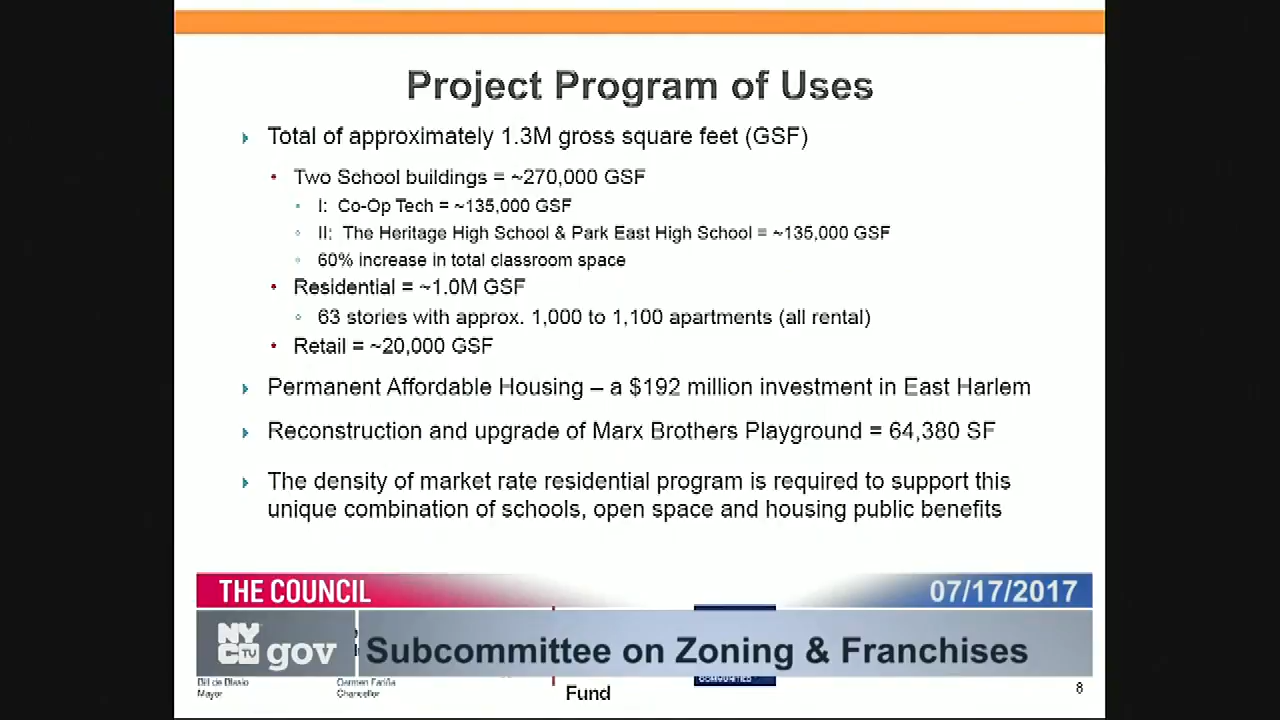 Project Program of Uses
Total of approximately 1.3M gross square feet (GSF)
Two School buildings = ~270,000 GSF
I: Co-Op Tech = ~135,000 GSF
II: The Heritage High School & Park East High School = ~135,000 GSF
60% increase in total classroom space
Residential = ~1.0M GSF
63 stories with approx. 1,000 to 1,100 apartments (all rental)
Retail = ~20,000 GSF
Permanent Affordable Housing – a $192 million investment in East Harlem
Reconstruction and upgrade of Marx Brothers Playground = 64,380 SF
The density of market rate residential program is required to support this
unique combination of schools, open space and housing public benefits
THE COUNCIL
07/17/2017
NYC TV gov
Subcommittee on Zoning & Franchises
Bill de Blasio
Mayor
Carmen Fariña
Chancellor
Fund
COMMUNITIES
8